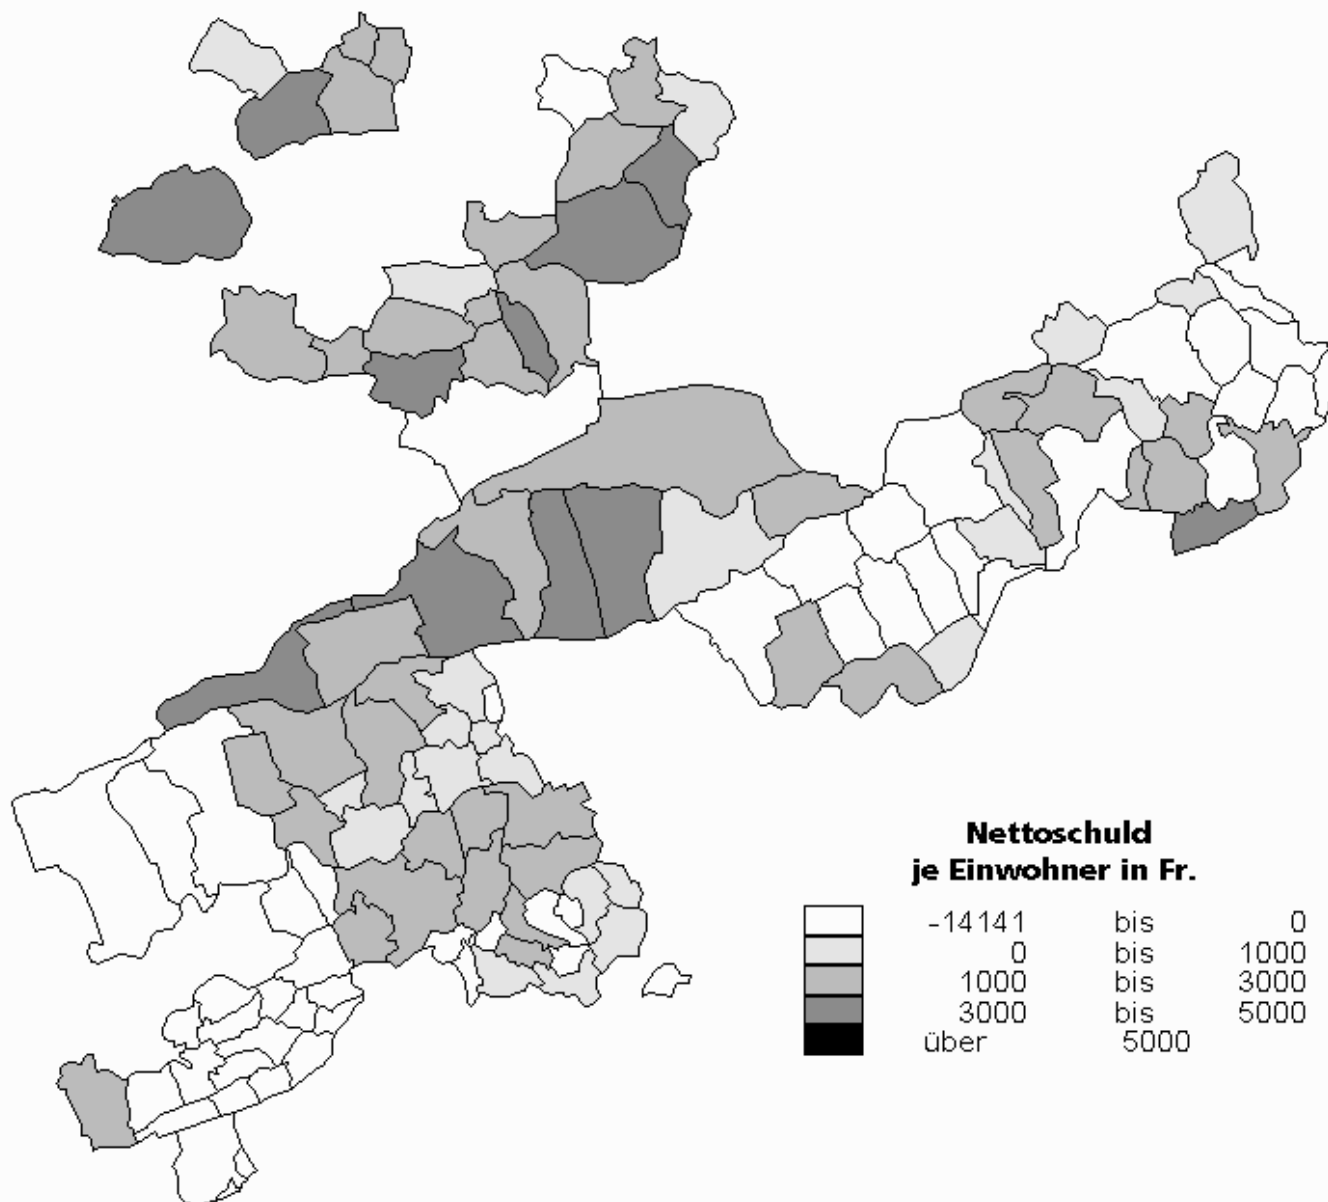 Nettoschuld
je Einwohner in Fr.
-14141 bis 0
0 bis 1000
1000 bis 3000
3000 bis 5000
über 5000